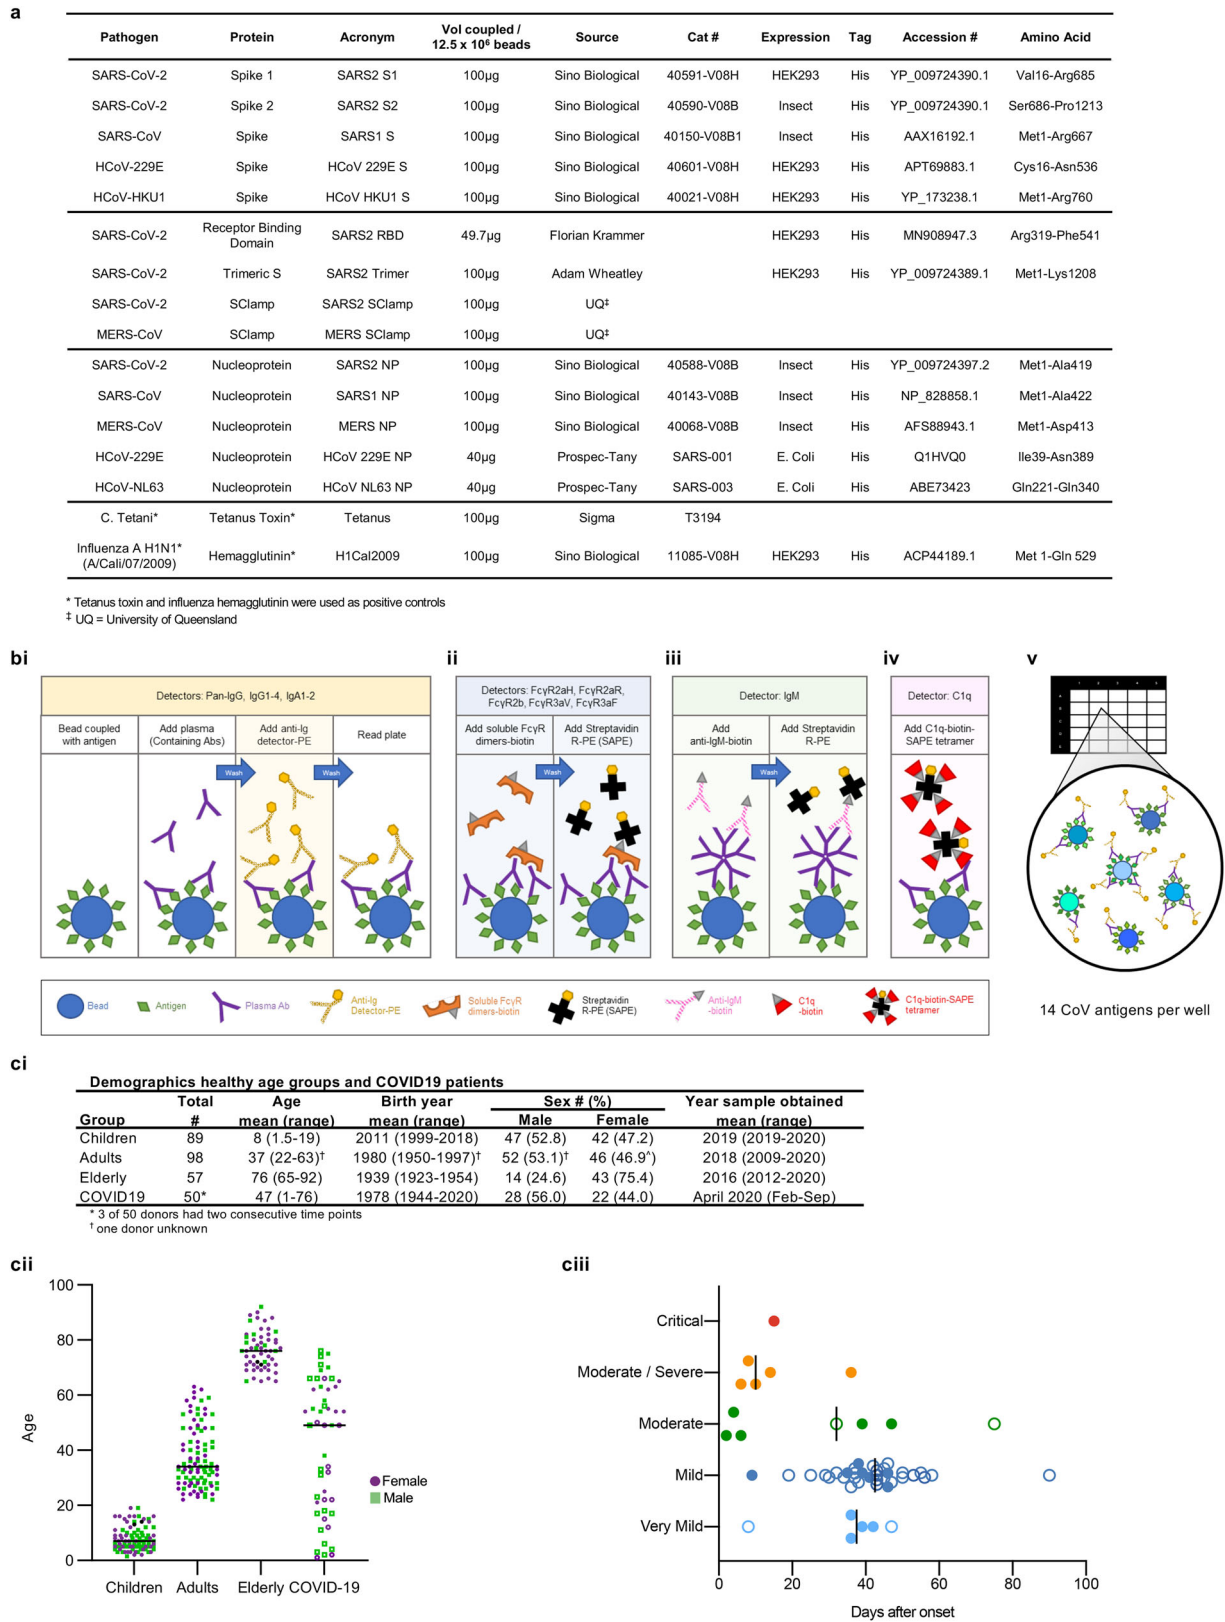 a
Pathogen Protein Acronym Vol coupled / 12.5 x 10⁶ beads Source Cat # Expression Tag Accession # Amino Acid
SARS-CoV-2 Spike 1 SARS2 S1 100µg Sino Biological 40591-V08H HEK293 His YP_009724390.1 Val16-Arg685
SARS-CoV-2 Spike 2 SARS2 S2 100µg Sino Biological 40590-V08B Insect His YP_009724390.1 Ser686-Pro1213
SARS-CoV Spike SARS1 S 100µg Sino Biological 40150-V08B1 Insect His AAX16192.1 Met1-Arg667
HCoV-229E Spike HCoV 229E S 100µg Sino Biological 40601-V08H HEK293 His APT69883.1 Cys16-Asn536
HCoV-HKU1 Spike HCoV HKU1 S 100µg Sino Biological 40021-V08H HEK293 His YP_173238.1 Met1-Arg760
SARS-CoV-2 Receptor Binding Domain SARS2 RBD 49.7µg Florian Krammer HEK293 His MN908947.3 Arg319-Phe541
SARS-CoV-2 Trimeric S SARS2 Trimer 100µg Adam Wheatley HEK293 His YP_009724389.1 Met1-Lys1208
SARS-CoV-2 SClamp SARS2 SClamp 100µg UQ‡
MERS-CoV SClamp MERS SClamp 100µg UQ‡
SARS-CoV-2 Nucleoprotein SARS2 NP 100µg Sino Biological 40588-V08B Insect His YP_009724397.2 Met1-Ala419
SARS-CoV Nucleoprotein SARS1 NP 100µg Sino Biological 40143-V08B Insect His NP_828858.1 Met1-Ala422
MERS-CoV Nucleoprotein MERS NP 100µg Sino Biological 40068-V08B Insect His AFS88943.1 Met1-Asp413
HCoV-229E Nucleoprotein HCoV 229E NP 40µg Prospec-Tany SARS-001 E. Coli His Q1HVQ0 Ile39-Asn389
HCoV-NL63 Nucleoprotein HCoV NL63 NP 40µg Prospec-Tany SARS-003 E. Coli His ABE73423 Gln221-Gln340
C. Tetani* Tetanus Toxin* Tetanus 100µg Sigma T3194
Influenza A H1N1* (A/Cali/07/2009) Hemagglutinin* H1Cal2009 100µg Sino Biological 11085-V08H HEK293 His ACP44189.1 Met 1-Gln 529
* Tetanus toxin and influenza hemagglutinin were used as positive controls
‡ UQ = University of Queensland
bi
Detectors: Pan-IgG, IgG1-4, IgA1-2
Bead coupled with antigen
Add plasma (Containing Abs)
Add anti-Ig detector-PE
Read plate
Wash
Wash
ii
Detectors: FcγR2aH, FcγR2aR,
FcγR2b, FcγR3aV, FcγR3aF
Add soluble FcγR dimers-biotin
Add Streptavidin R-PE (SAPE)
Wash
iii
Detector: IgM
Add anti-IgM-biotin
Add Streptavidin R-PE
Wash
iv
Detector: C1q
Add C1q-biotin-SAPE tetramer
v
1 2 3 4 5
A
B
C
D
E
14 CoV antigens per well
Bead
Antigen
Plasma Ab
Anti-Ig Detector-PE
Soluble FcγR dimers-biotin
Streptavidin R-PE (SAPE)
Anti-IgM -biotin
C1q -biotin
C1q-biotin-SAPE tetramer
ci
Demographics healthy age groups and COVID19 patients
Total Age Birth year Sex # (%) Year sample obtained
Group # mean (range) mean (range) Male Female mean (range)
Children 89 8 (1.5-19) 2011 (1999-2018) 47 (52.8) 42 (47.2) 2019 (2019-2020)
Adults 98 37 (22-63)† 1980 (1950-1997)† 52 (53.1)† 46 (46.9^) 2018 (2009-2020)
Elderly 57 76 (65-92) 1939 (1923-1954) 14 (24.6) 43 (75.4) 2016 (2012-2020)
COVID19 50* 47 (1-76) 1978 (1944-2020) 28 (56.0) 22 (44.0) April 2020 (Feb-Sep)
* 3 of 50 donors had two consecutive time points
† one donor unknown
cii
100
80
60
40
20
0
Age
Children Adults Elderly COVID-19
Female
Male
ciii
Critical
Moderate / Severe
Moderate
Mild
Very Mild
0 20 40 60 80 100
Days after onset